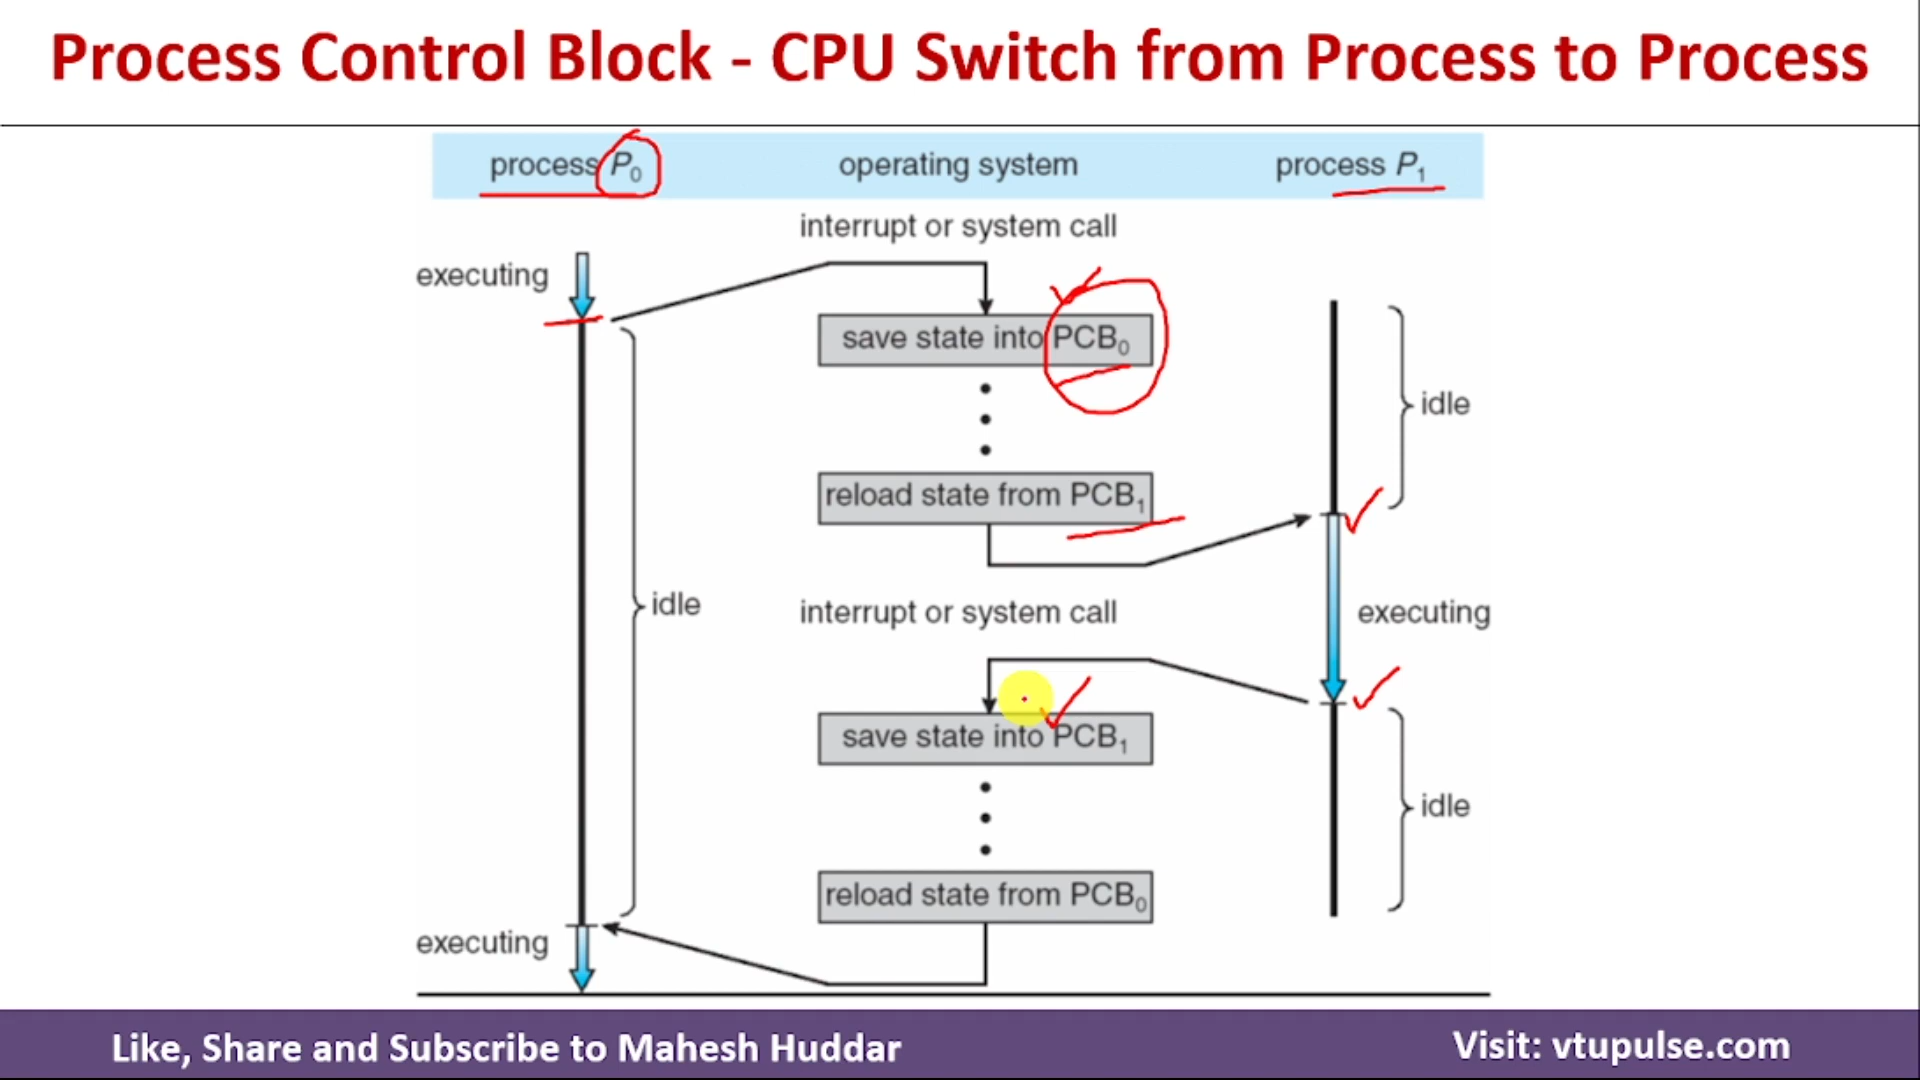 Process Control Block - CPU Switch from Process to Process
process P0 operating system process P1
interrupt or system call
executing
save state into PCB0
idle
reload state from PCB1
idle
interrupt or system call
executing
save state into PCB1
idle
reload state from PCB0
executing
Like, Share and Subscribe to Mahesh Huddar
Visit: vtupulse.com